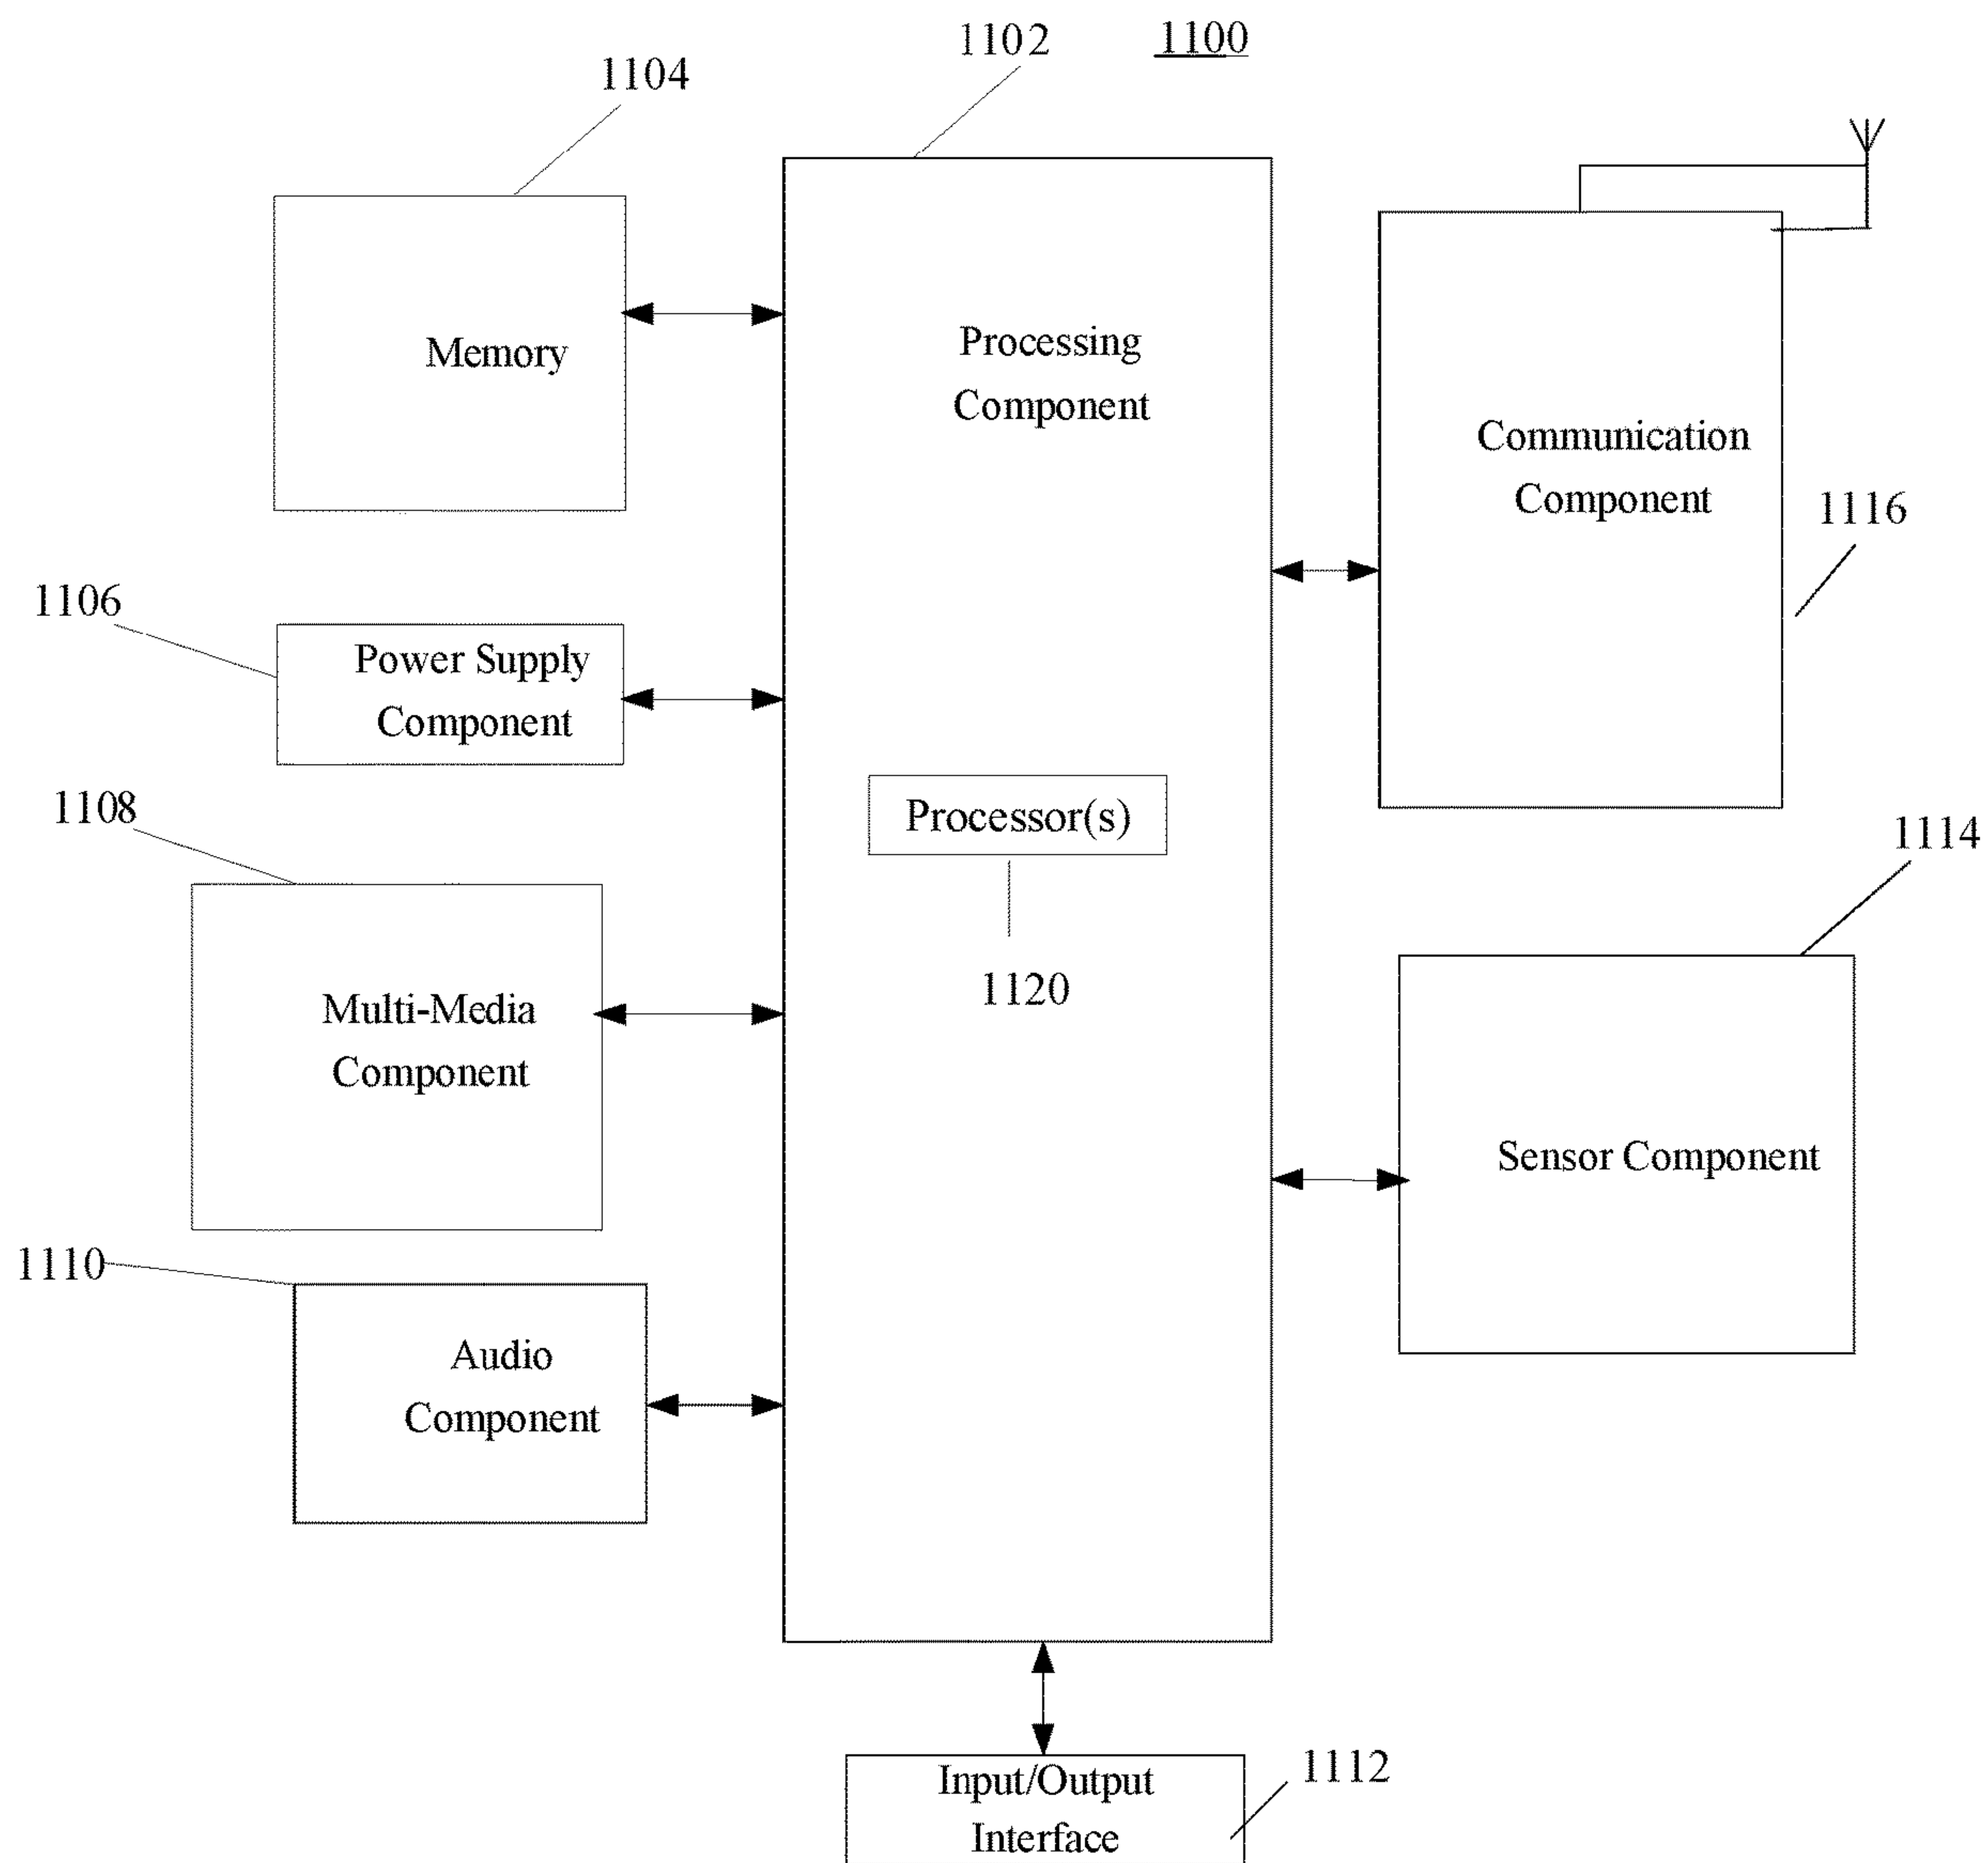 1102
1100
1104
Memory
Processing
Component
Communication
Component
1116
1106
Power Supply
Component
1108
Processor(s)
1120
1114
Multi-Media
Component
Sensor Component
1110
Audio
Component
Input/Output
Interface
1112